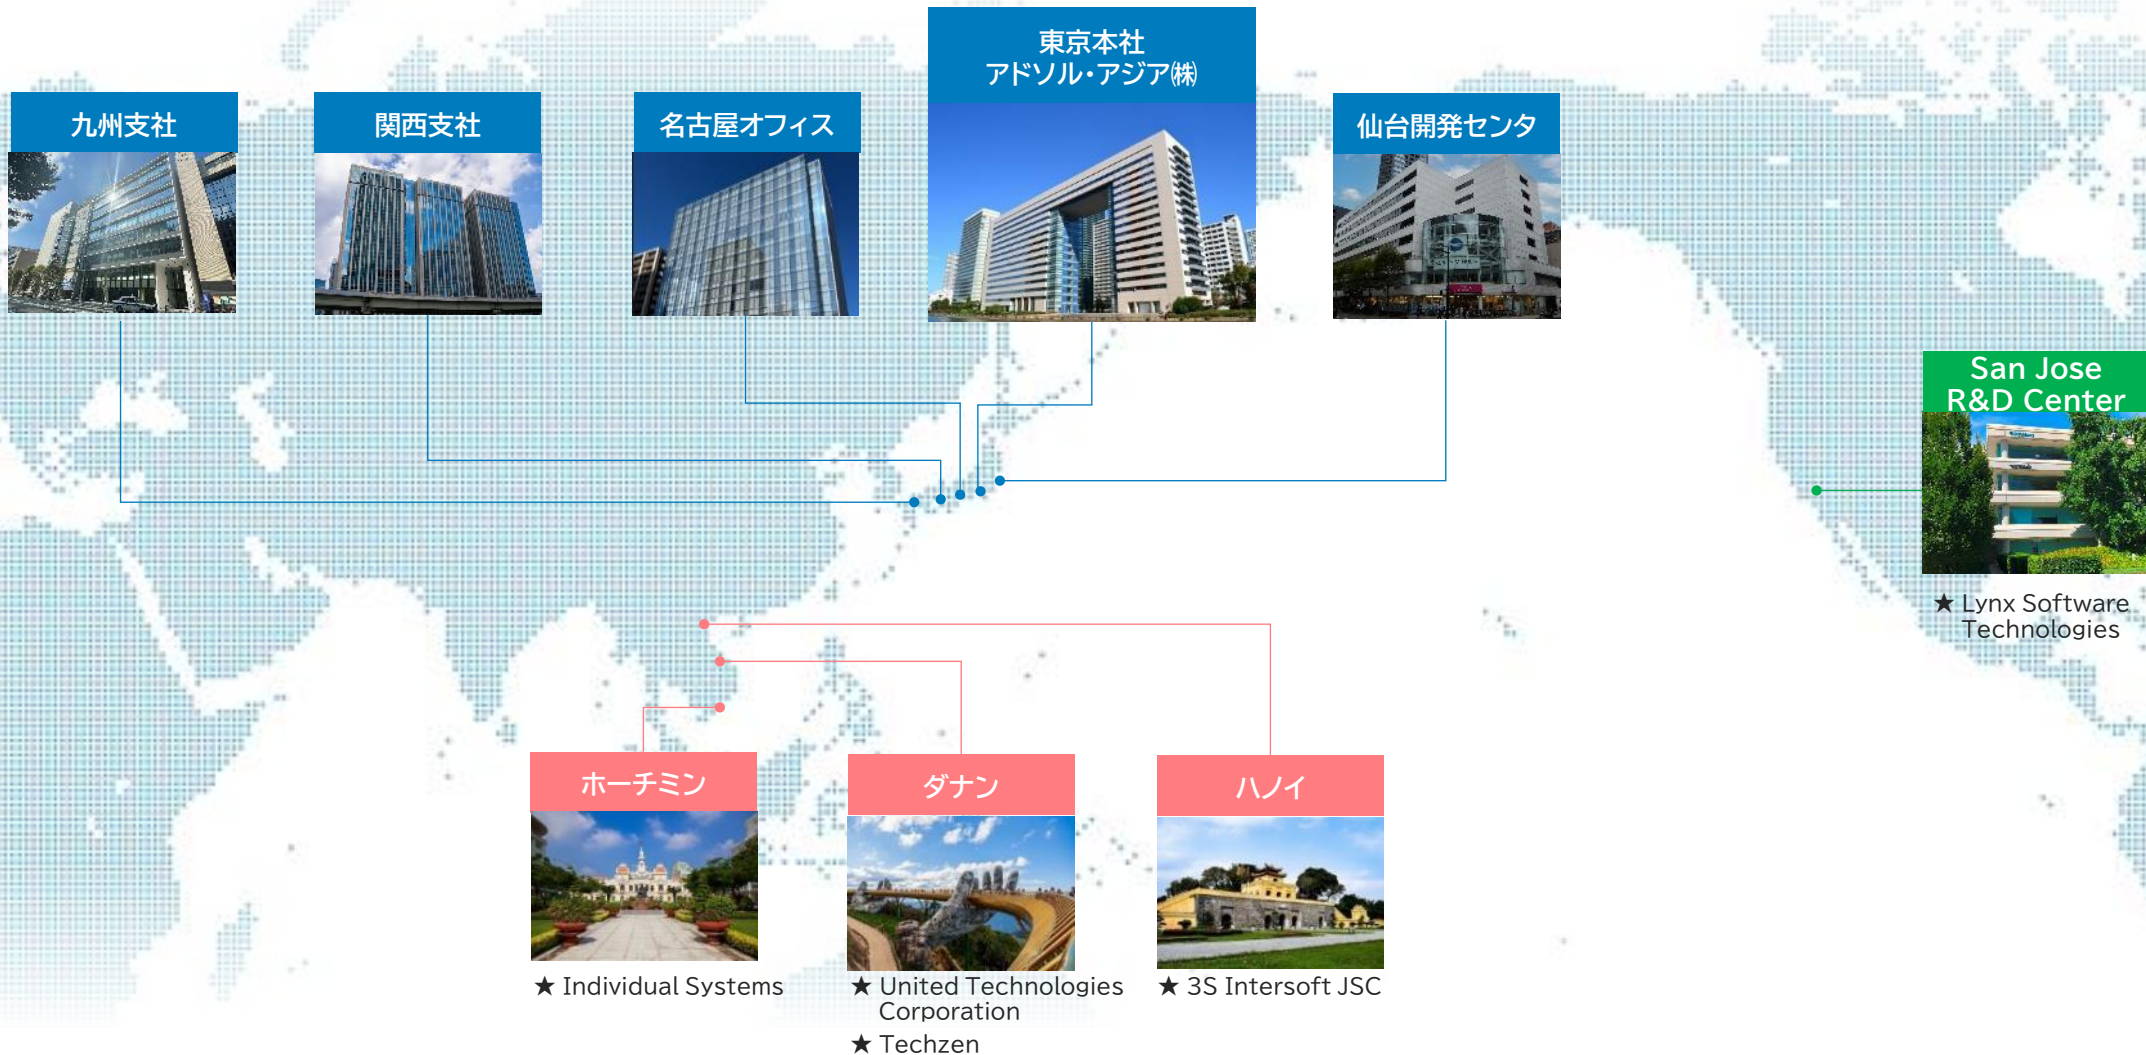 東京本社
アドソル・アジア㈱
九州支社
関西支社
名古屋オフィス
仙台開発センタ
San Jose
R&D Center
★ Lynx Software
Technologies
ホーチミン
ダナン
ハノイ
★ Individual Systems
★ United Technologies
Corporation
★ Techzen
★ 3S Intersoft JSC